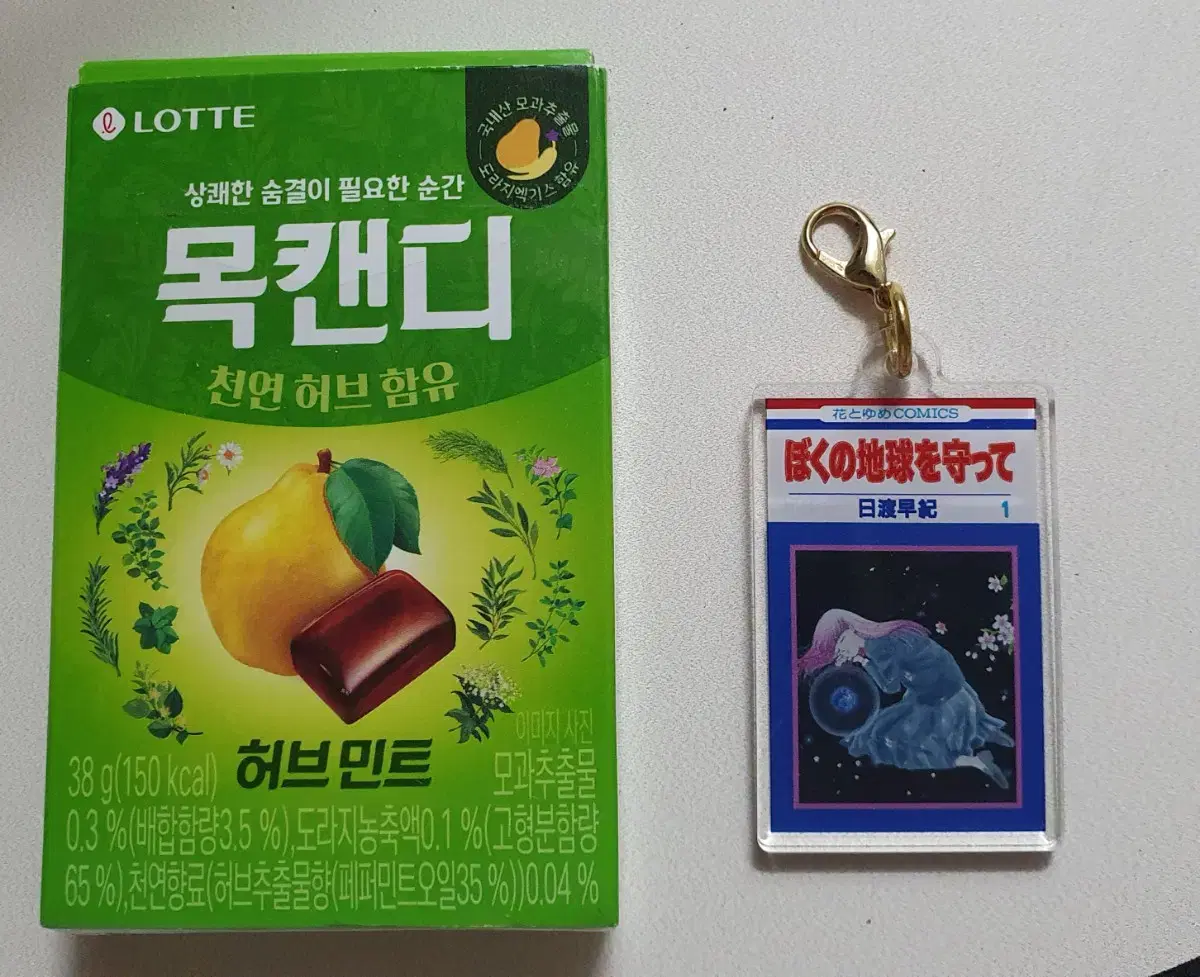 LOTTE
국내산 모과추출물
도라지엑기스 함유
상쾌한 숨결이 필요한 순간
목캔디
천연 허브 함유
허브민트
이미지 사진
38 g(150 kcal)
모과추출물
0.3 %(배합함량3.5 %),도라지농축액0.1 %(고형분함량
65 %),천연향료(허브추출물향(페퍼민트오일35 %))0.04 %
花とゆめCOMICS
ぼくの地球を守って
日渡早紀 1